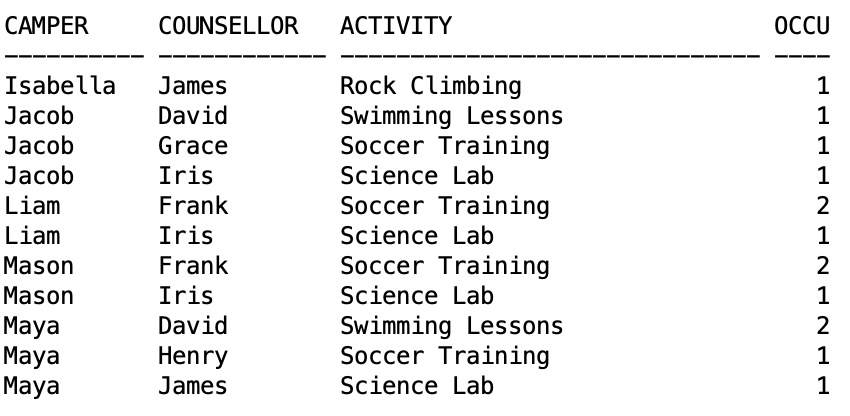 CAMPER COUNSELLOR ACTIVITY OCCU
---------- ------------ ------------------------------ ----
Isabella James Rock Climbing 1
Jacob David Swimming Lessons 1
Jacob Grace Soccer Training 1
Jacob Iris Science Lab 1
Liam Frank Soccer Training 2
Liam Iris Science Lab 1
Mason Frank Soccer Training 2
Mason Iris Science Lab 1
Maya David Swimming Lessons 2
Maya Henry Soccer Training 1
Maya James Science Lab 1